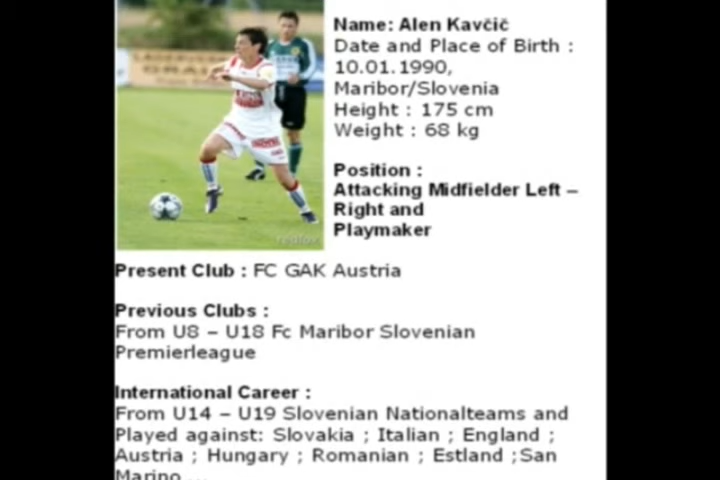 Name: Alen Kavčič
Date and Place of Birth :
10.01.1990,
Maribor/Slovenia
Height : 175 cm
Weight : 68 kg
Position :
Attacking Midfielder Left –
Right and
Playmaker
Present Club : FC GAK Austria
Previous Clubs :
From U8 – U18 Fc Maribor Slovenian
Premierleague
International Career :
From U14 – U19 Slovenian Nationalteams and
Played against: Slovakia ; Italian ; England ;
Austria ; Hungary ; Romanian ; Estland ;San
Marino ...
redfox